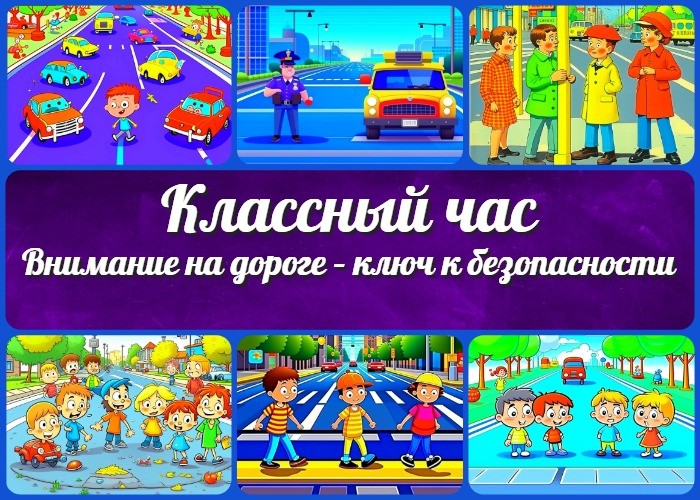 Классный час
Внимание на дороге – ключ к безопасности